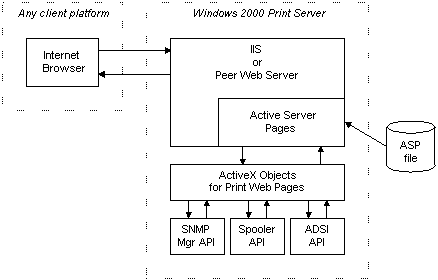 Any client platform
Windows 2000 Print Server
Internet
Browser
IIS
or
Peer Web Server
Active Server
Pages
ASP
file
ActiveX Objects
for Print Web Pages
SNMP
Mgr API
Spooler
API
ADSI
API